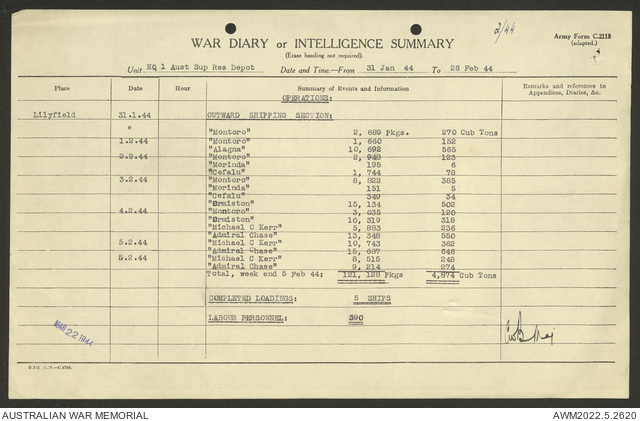 2/44
Army Form C.2118
(adapted.)
WAR DIARY or INTELLIGENCE SUMMARY
(Erase heading not required).
Unit HQ 1 Aust Sup Res Depot Date and Time.—From 31 Jan 44 To 26 Feb 44
Place Date Hour Summary of Events and Information Remarks and references to Appendices, Diaries, &c.
OPERATIONS:
Lilyfield 31.1.44 OUTWARD SHIPPING SECTION:
" "Montoro" 2, 689 Pkgs. 270 Cub Tons
1.2.44 "Montoro" 1, 660 152
"Alagna" 10, 692 565
2.2.44 "Montoro" 2, 948 123
"Morinda" 195 6
"Cefalu" 1, 744 78
3.2.44 "Montoro" 8, 822 385
"Morinda" 151 5
"Cefalu" 349 34
"Ormiston" 15, 134 502
4.2.44 "Montoro" 3, 035 120
"Ormiston" 10, 319 318
"Michael C Kerr" 5, 883 236
"Admiral Chase" 13, 348 550
5.2.44 "Michael C Kerr" 10, 743 362
"Admiral Chase" 15, 687 646
5.2.44 "Michael C Kerr" 8, 515 248
"Admiral Chase" 9, 214 274
Total, week end 5 Feb 44: 121, 128 Pkgs 4,874 Cub Tons
COMPLETED LOADINGS: 5 SHIPS
LABOUR PERSONNEL: 390
MAR 22 1944
Maj
AUSTRALIAN WAR MEMORIAL AWM2022.5.2620